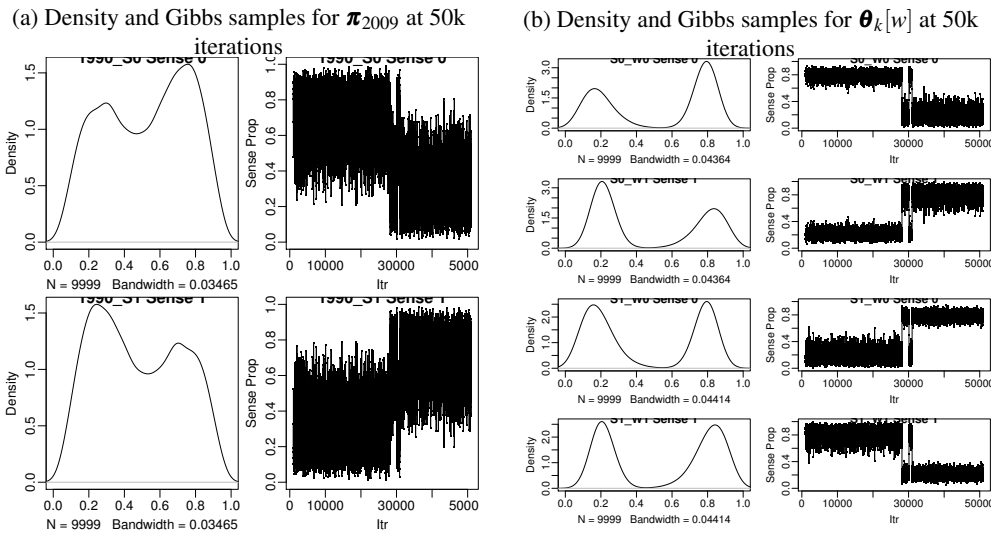 (a) Density and Gibbs samples for π2009 at 50k
iterations
1990_S0 Sense 0
1990_S0 Sense 0
Density
0.0 0.5 1.0 1.5
0.0 0.2 0.4 0.6 0.8 1.0
N = 9999 Bandwidth = 0.03465
Sense Prop
0.0 0.2 0.4 0.6 0.8 1.0
0 10000 30000 5000
Itr
1990_S1 Sense 1
1990_S1 Sense 1
Density
0.0 0.5 1.0 1.5
0.0 0.2 0.4 0.6 0.8 1.0
N = 9999 Bandwidth = 0.03465
Sense Prop
0.0 0.2 0.4 0.6 0.8 1.0
0 10000 30000 5000
Itr
(b) Density and Gibbs samples for θk[w] at 50k
iterations
S0_W0 Sense 0
S0_W0 Sense 0
Density
0.0 1.5 3.0
0.0 0.2 0.4 0.6 0.8 1.0
N = 9999 Bandwidth = 0.04364
Sense Prop
0.0 0.4 0.8
0 10000 30000 50000
Itr
S0_W1 Sense 1
S0_W1 Sense 1
Density
0.0 1.5 3.0
0.0 0.2 0.4 0.6 0.8 1.0
N = 9999 Bandwidth = 0.04364
Sense Prop
0.0 0.4 0.8
0 10000 30000 50000
Itr
S1_W0 Sense 0
S1_W0 Sense 0
Density
0.0 1.0 2.0
0.0 0.2 0.4 0.6 0.8 1.0
N = 9999 Bandwidth = 0.04414
Sense Prop
0.0 0.4 0.8
0 10000 30000 50000
Itr
S1_W1 Sense 1
S1_W1 Sense 1
Density
0.0 1.0 2.0
0.0 0.2 0.4 0.6 0.8 1.0
N = 9999 Bandwidth = 0.04414
Sense Prop
0.0 0.4 0.8
0 10000 30000 50000
Itr